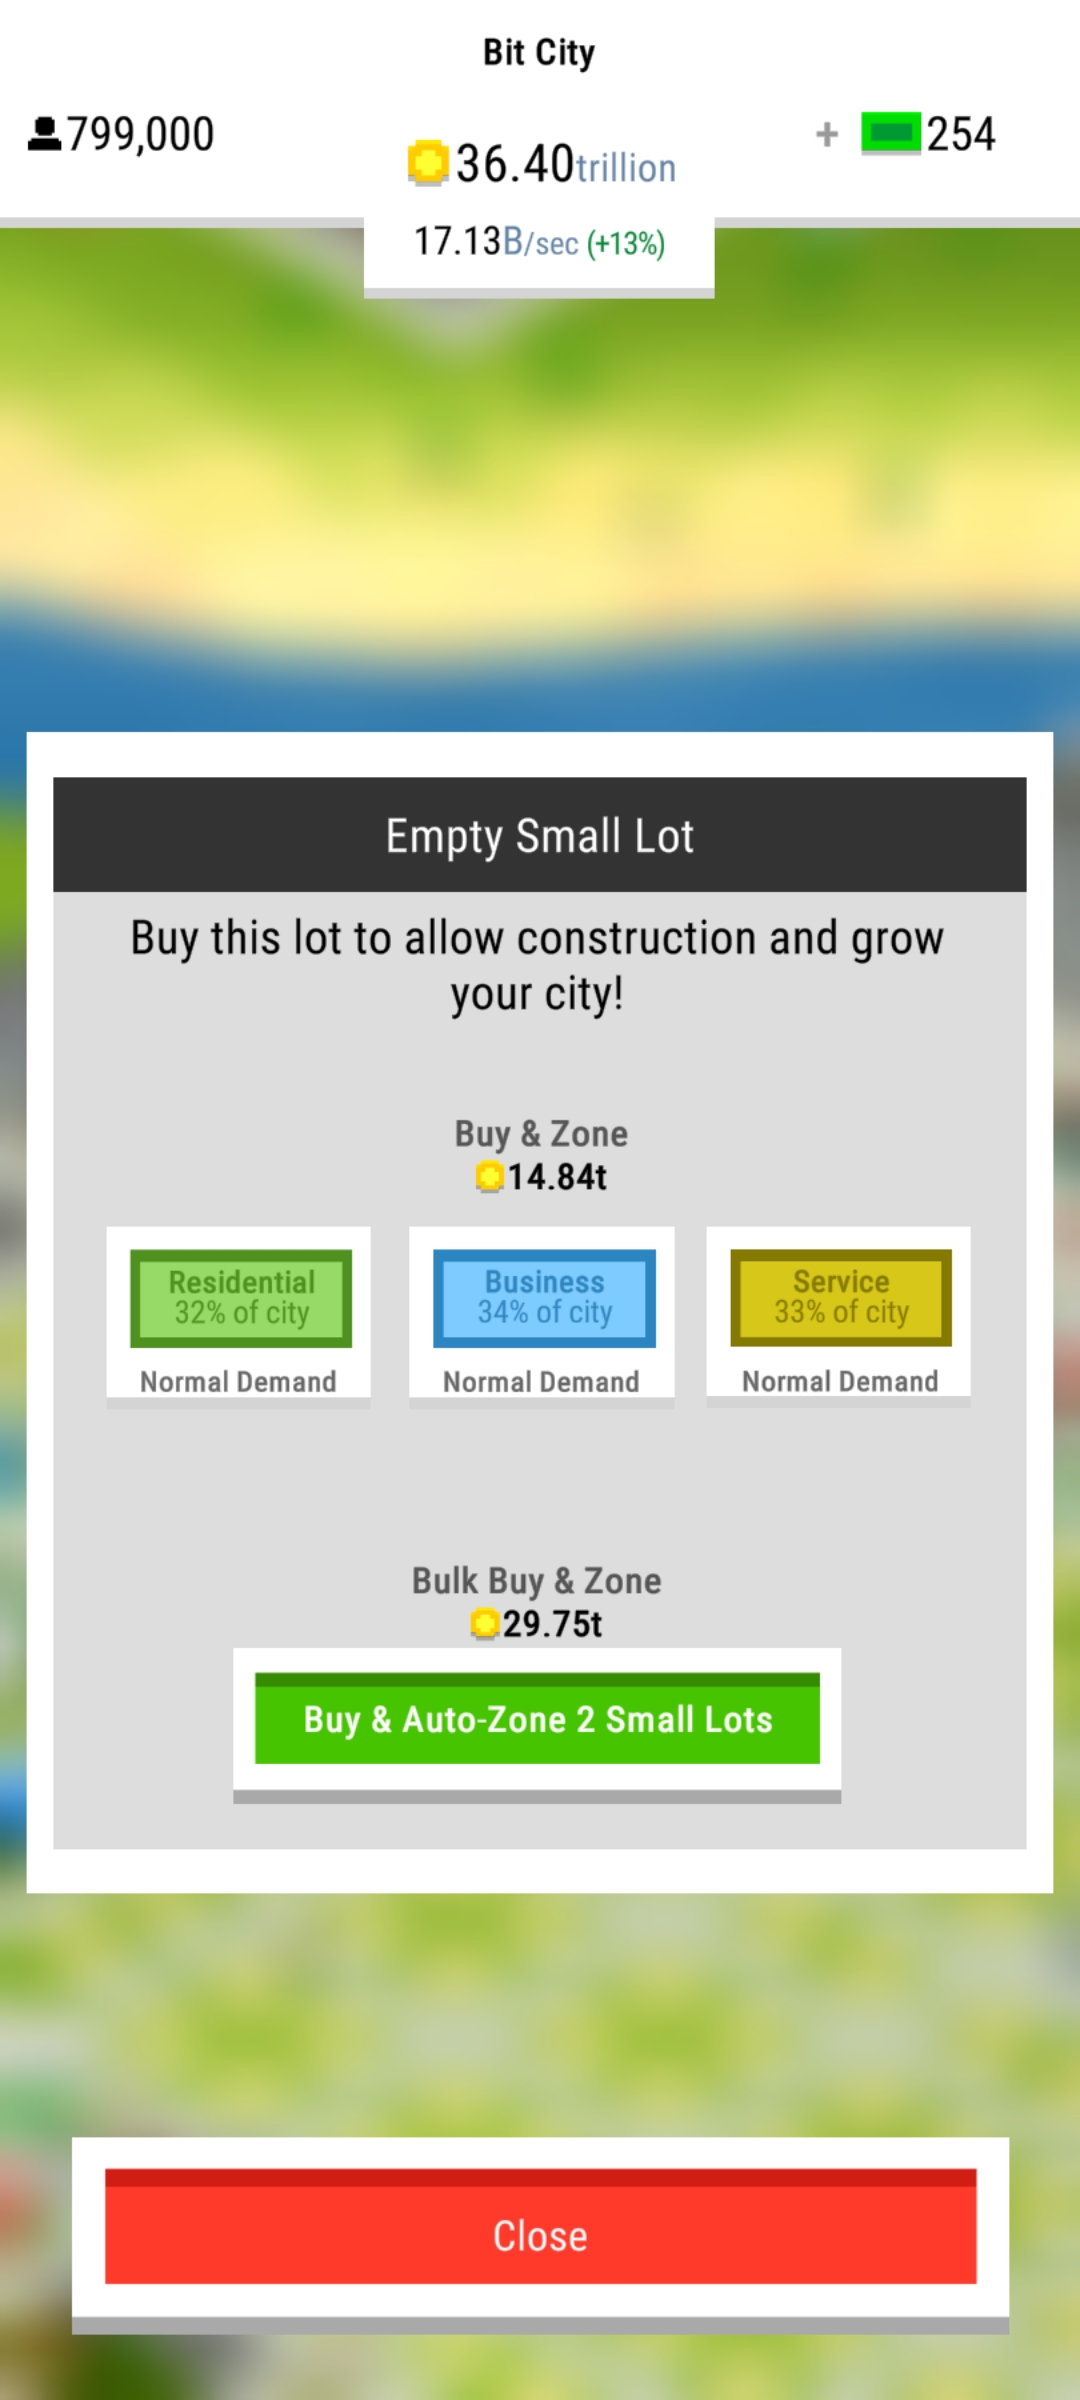 Bit City
799,000
36.40trillion
+ 254
17.13B/sec (+13%)
Empty Small Lot
Buy this lot to allow construction and grow
your city!
Buy & Zone
14.84t
Residential
32% of city
Normal Demand
Business
34% of city
Normal Demand
Service
33% of city
Normal Demand
Bulk Buy & Zone
29.75t
Buy & Auto-Zone 2 Small Lots
Close